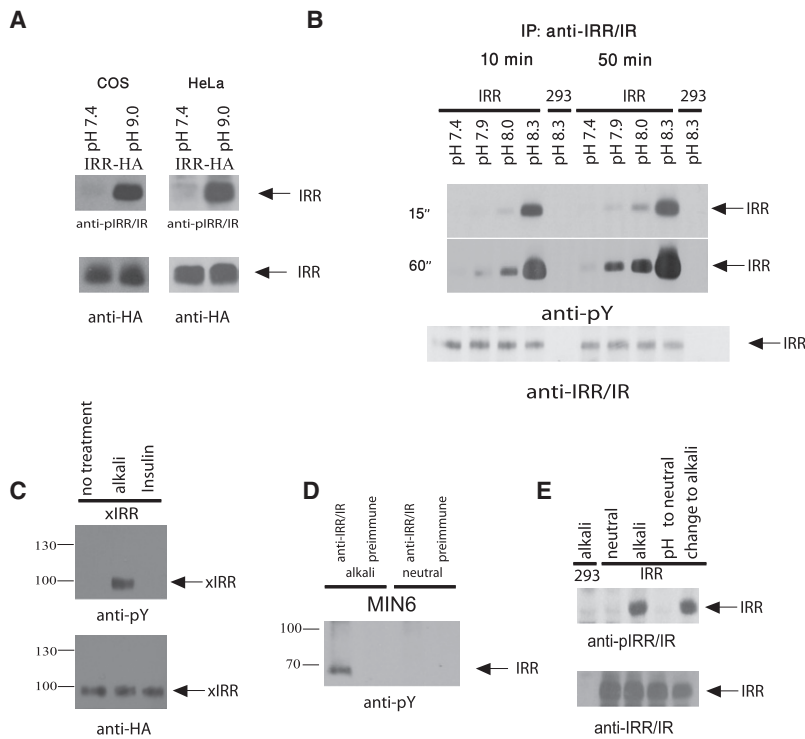 A
COS
HeLa
pH 7.4
pH 9.0
pH 7.4
pH 9.0
IRR-HA
IRR-HA
IRR
anti-pIRR/IR
anti-pIRR/IR
IRR
anti-HA
anti-HA
B
IP: anti-IRR/IR
10 min
50 min
IRR
293
IRR
293
pH 7.4
pH 7.9
pH 8.0
pH 8.3
pH 8.3
pH 7.4
pH 7.9
pH 8.0
pH 8.3
pH 8.3
15’’
IRR
60’’
IRR
anti-pY
IRR
anti-IRR/IR
C
no treatment
alkali
Insulin
xIRR
130
100
xIRR
anti-pY
130
100
xIRR
anti-HA
D
anti-IRR/IR
preimmune
anti-IRR/IR
preimmune
alkali
neutral
MIN6
100
70
IRR
anti-pY
E
alkali
neutral
alkali
pH to neutral
change to alkali
293
IRR
IRR
anti-pIRR/IR
IRR
anti-IRR/IR